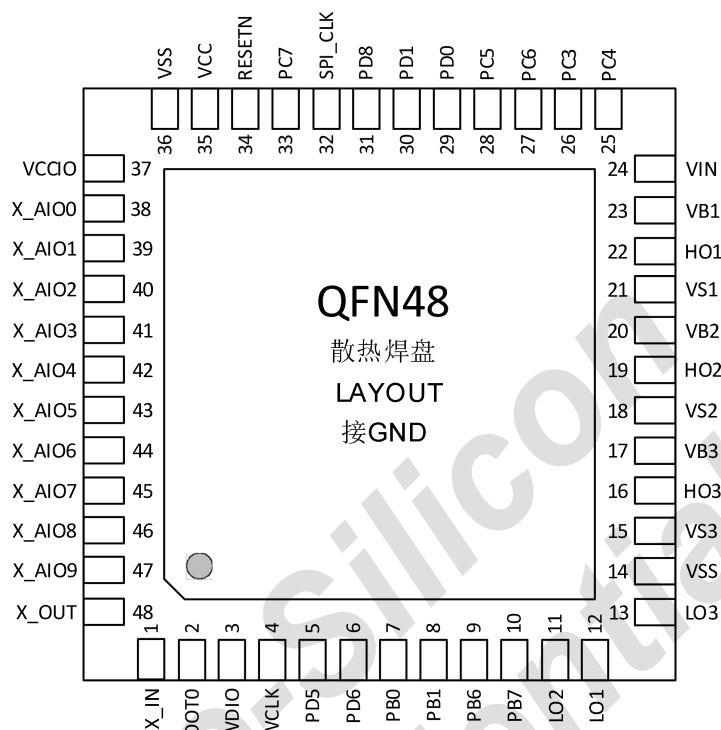 VSS VCC RESETN PC7 SPI_CLK PD8 PD1 PD0 PC5 PC6 PC3 PC4
36 35 34 33 32 31 30 29 28 27 26 25
VCCIO 37 24 VIN
X_AIO0 38 23 VB1
X_AIO1 39 22 HO1
X_AIO2 40 21 VS1
X_AIO3 41 20 VB2
X_AIO4 42 19 HO2
X_AIO5 43 18 VS2
X_AIO6 44 17 VB3
X_AIO7 45 16 HO3
X_AIO8 46 15 VS3
X_AIO9 47 14 VSS
X_OUT 48 13 LO3
QFN48
散热焊盘
LAYOUT
接GND
1 2 3 4 5 6 7 8 9 10 11 12
X_IN OOT0 WDIO VCLK PD5 PD6 PB0 PB1 PB6 PB7 LO2 LO1
-Silicon